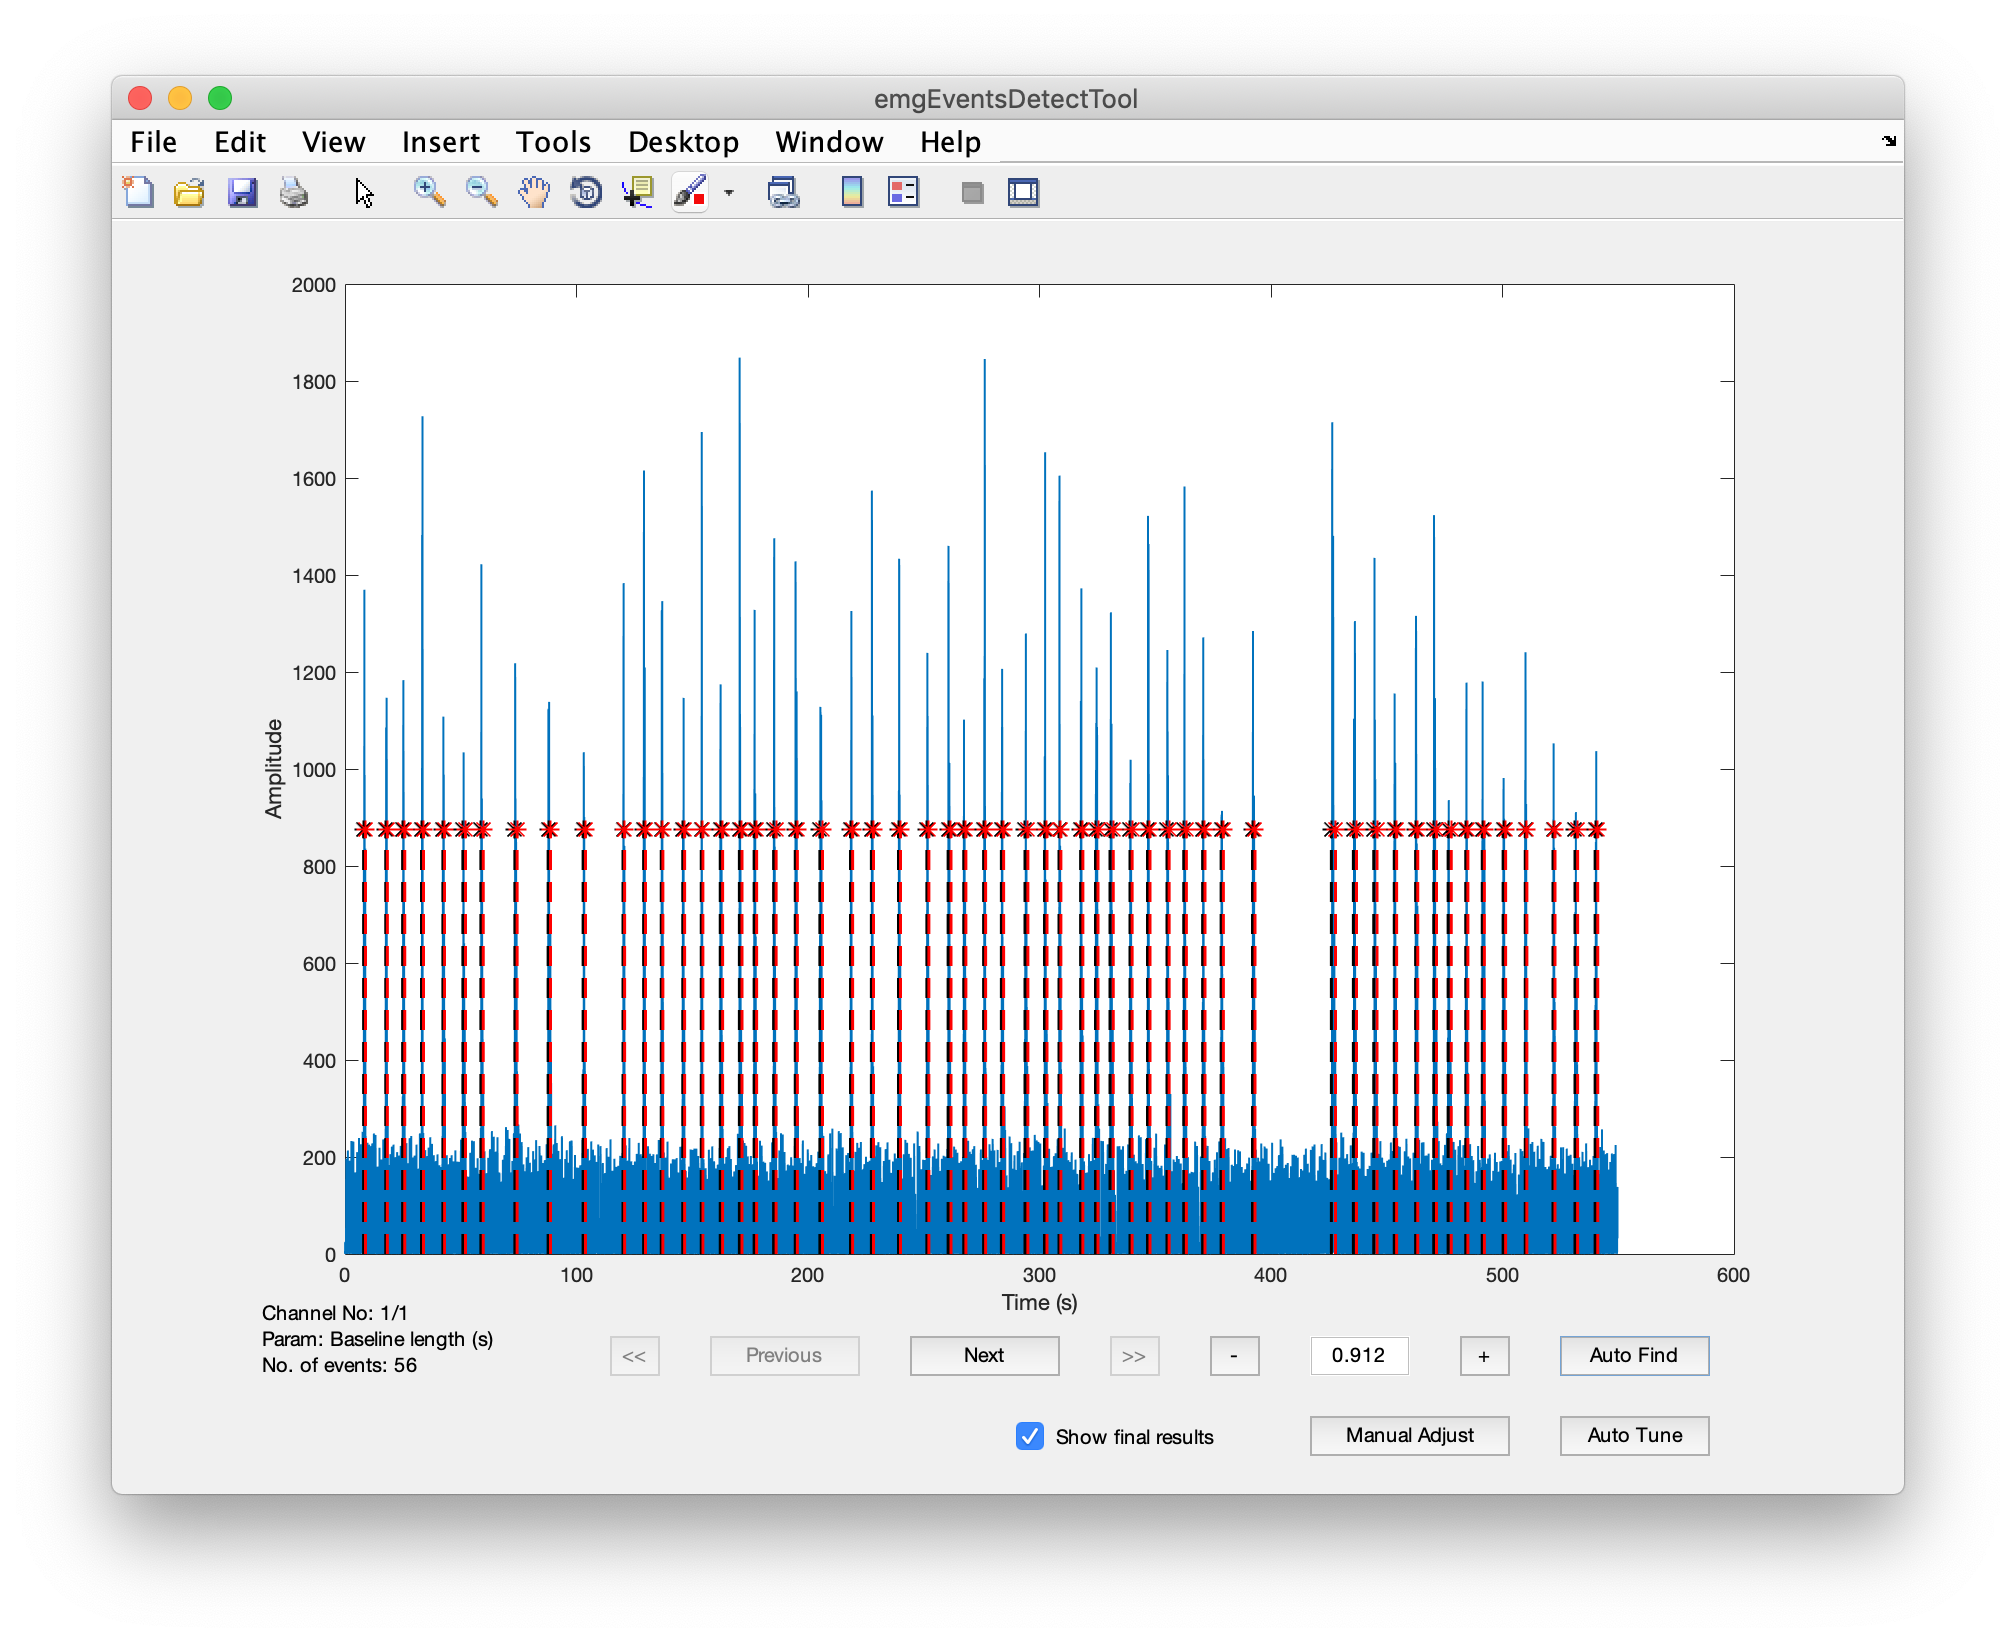 emgEventsDetectTool
File Edit View Insert Tools Desktop Window Help
2000
1800
1600
1400
1200
1000
800
600
400
200
0
Amplitude
0 100 200 300 400 500 600
Time (s)
Channel No: 1/1
Param: Baseline length (s)
No. of events: 56
<< Previous Next >> - 0.912 + Auto Find
Show final results Manual Adjust Auto Tune